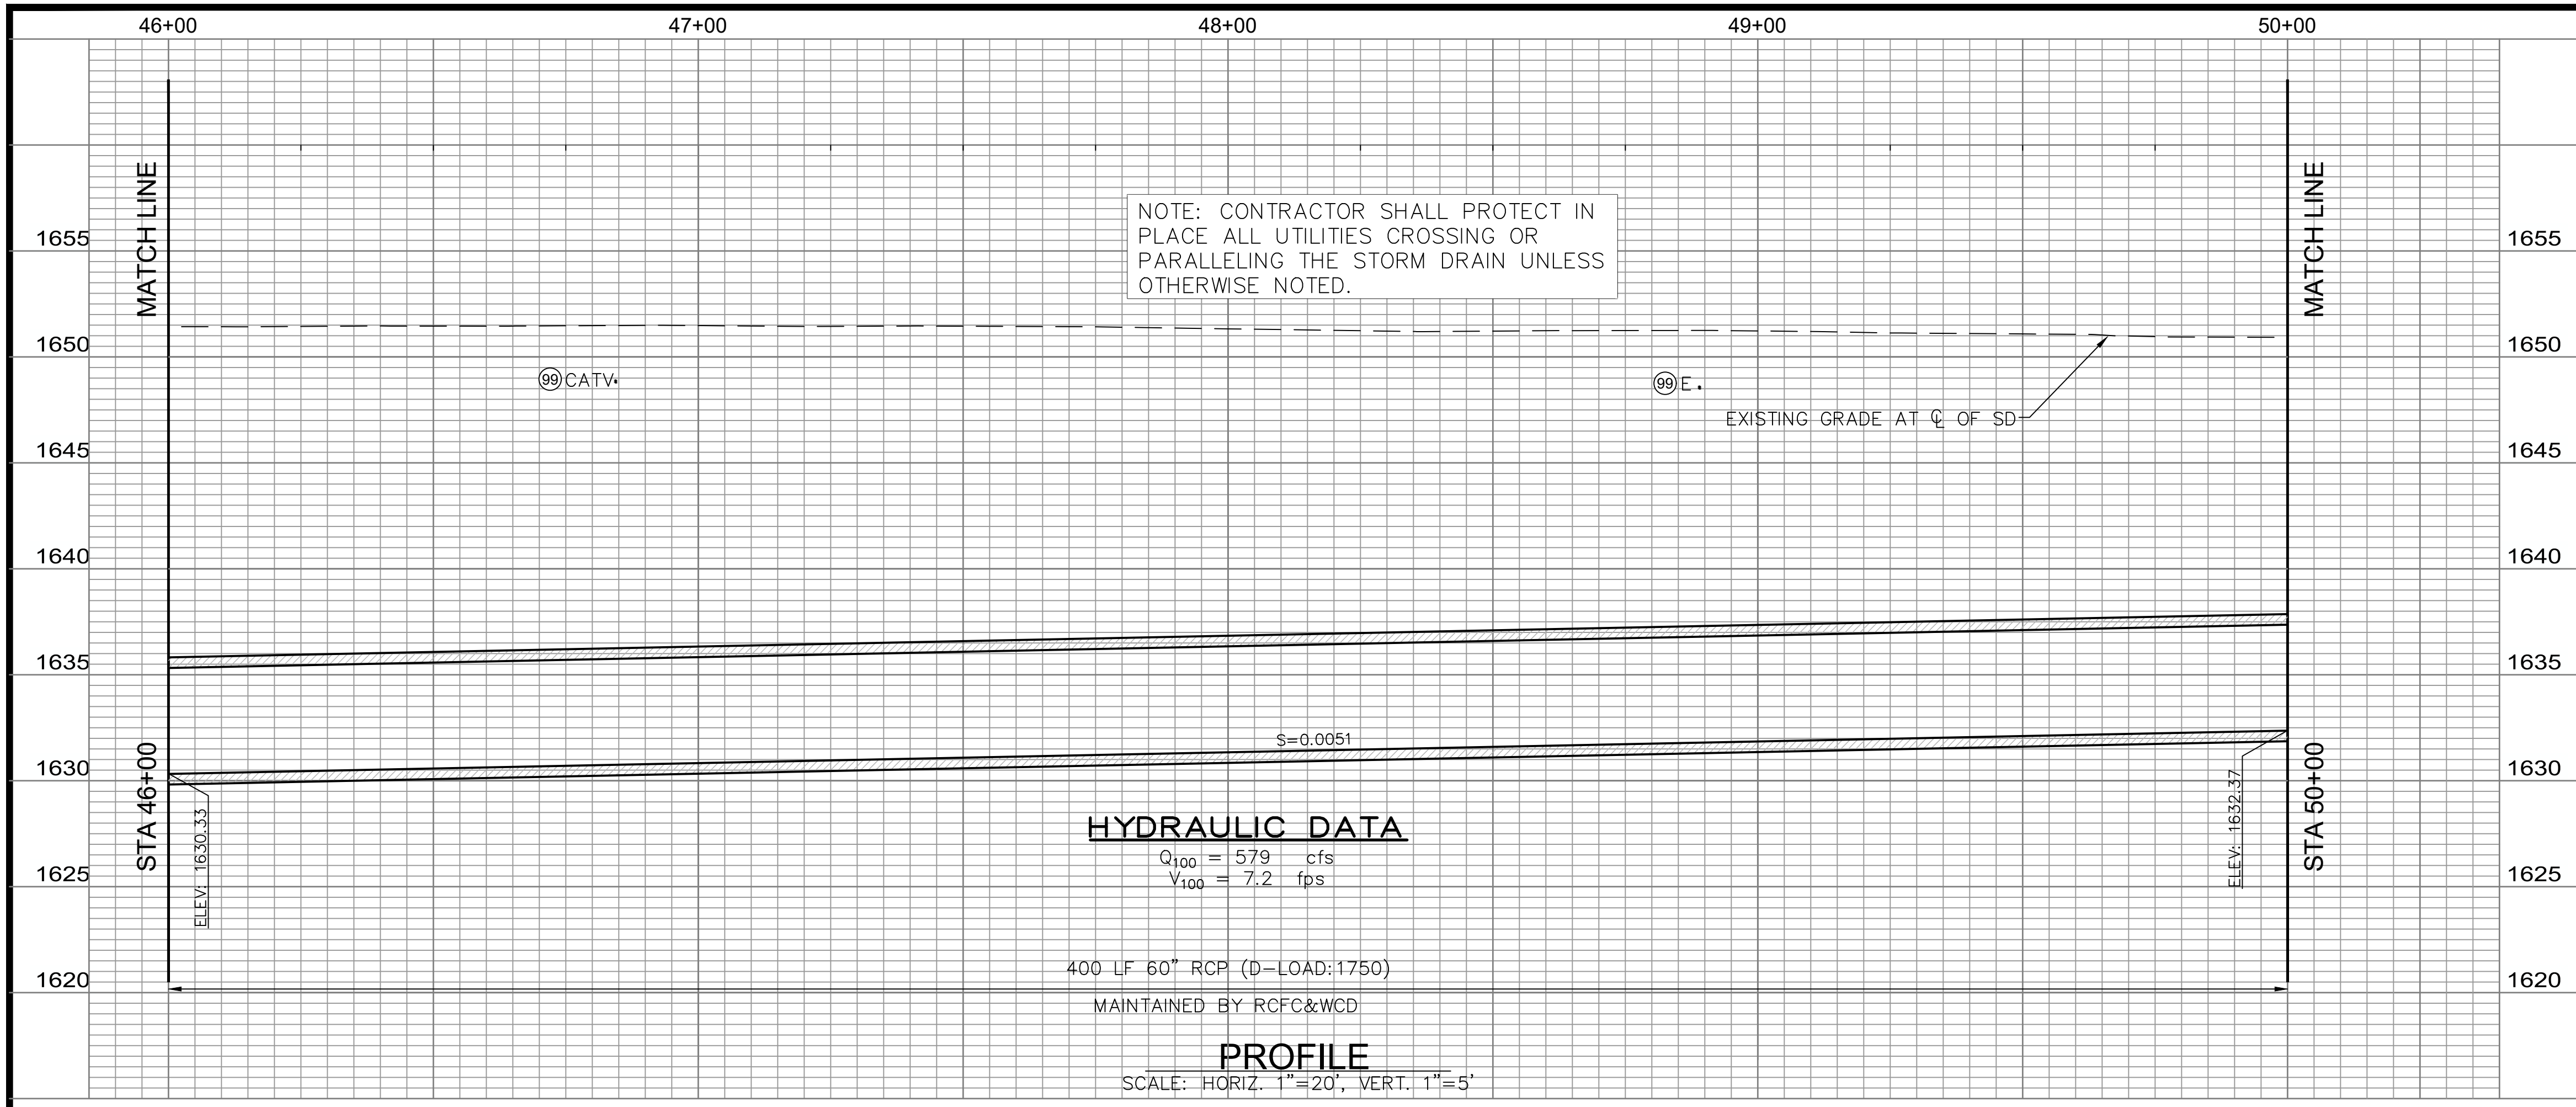 46+00 47+00 48+00 49+00 50+00
MATCH LINE
MATCH LINE
NOTE: CONTRACTOR SHALL PROTECT IN
PLACE ALL UTILITIES CROSSING OR
PARALLELING THE STORM DRAIN UNLESS
OTHERWISE NOTED.
1655 1655
1650 1650
99 CATV.
99 E.
EXISTING GRADE AT ℄ OF SD
1645 1645
1640 1640
1635 1635
S=0.0051
1630 1630
STA 46+00
ELEV: 1630.33
ELEV: 1632.37
STA 50+00
HYDRAULIC DATA
Q100 = 579 cfs
V100 = 7.2 fps
1625 1625
400 LF 60" RCP (D-LOAD:1750)
1620 1620
MAINTAINED BY RCFC&WCD
PROFILE
SCALE: HORIZ. 1"=20', VERT. 1"=5'